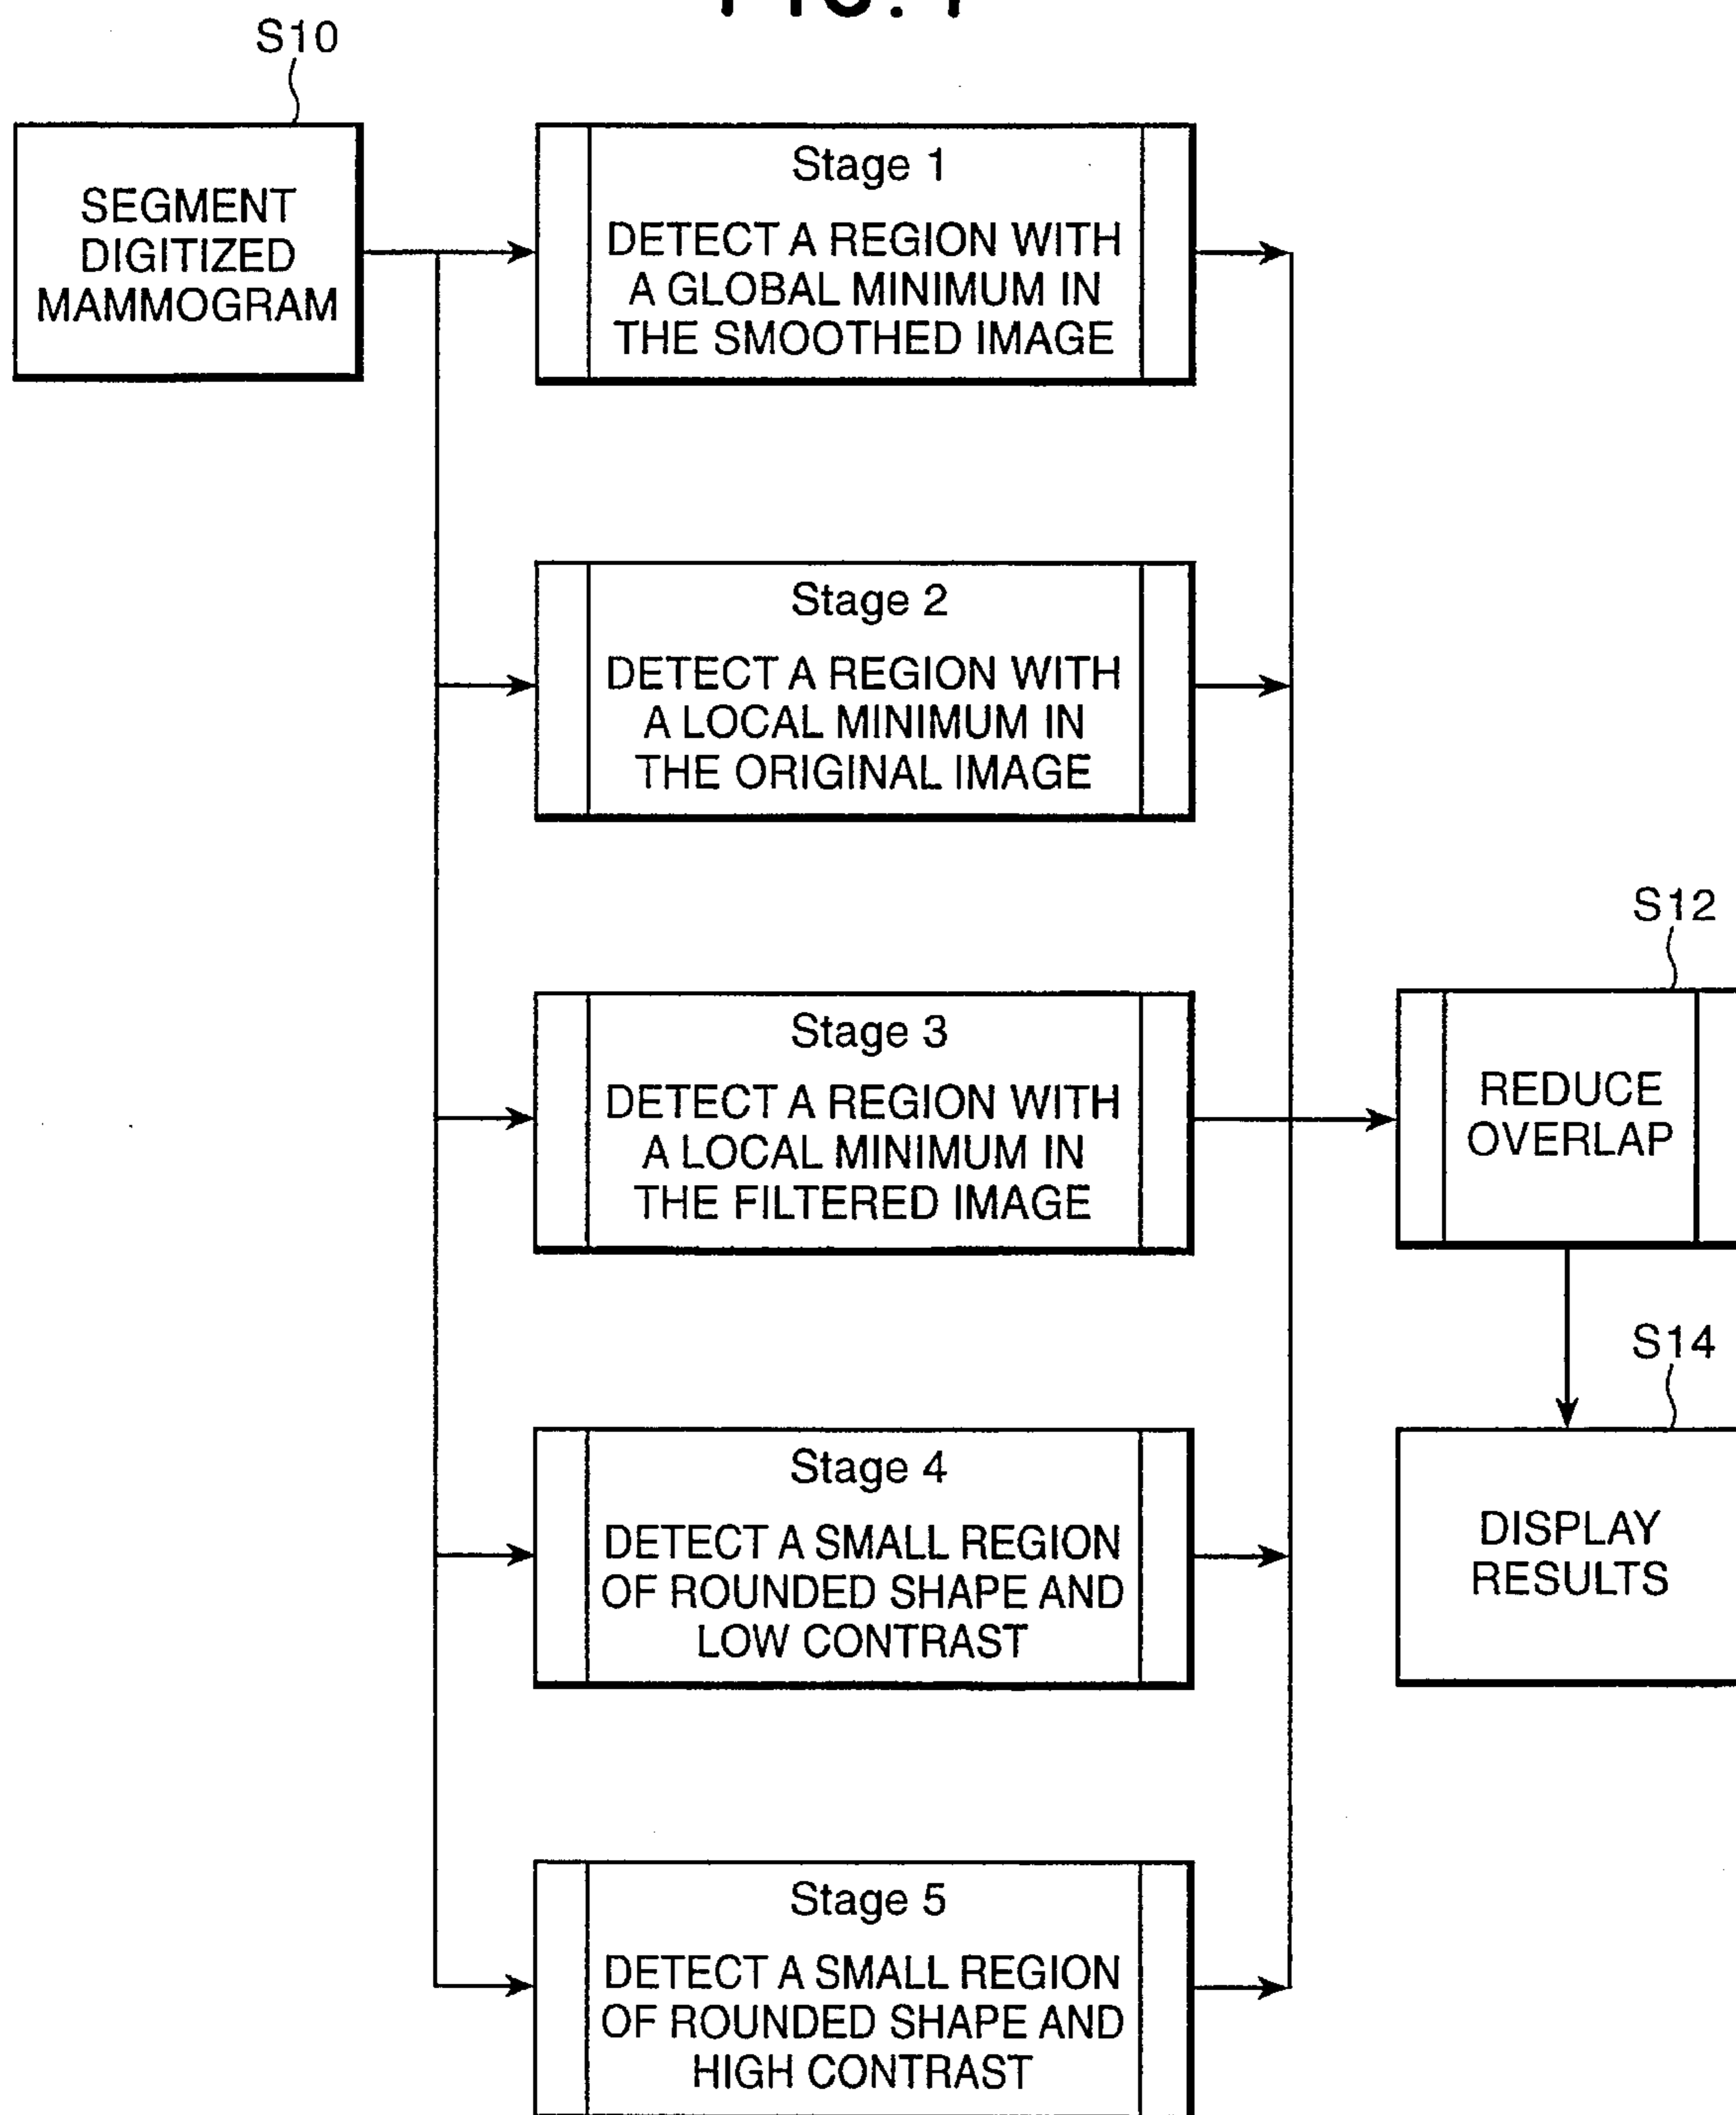 S10
SEGMENT
DIGITIZED
MAMMOGRAM
Stage 1
DETECT A REGION WITH
A GLOBAL MINIMUM IN
THE SMOOTHED IMAGE
Stage 2
DETECT A REGION WITH
A LOCAL MINIMUM IN
THE ORIGINAL IMAGE
Stage 3
DETECT A REGION WITH
A LOCAL MINIMUM IN
THE FILTERED IMAGE
Stage 4
DETECT A SMALL REGION
OF ROUNDED SHAPE AND
LOW CONTRAST
Stage 5
DETECT A SMALL REGION
OF ROUNDED SHAPE AND
HIGH CONTRAST
S12
REDUCE
OVERLAP
S14
DISPLAY
RESULTS